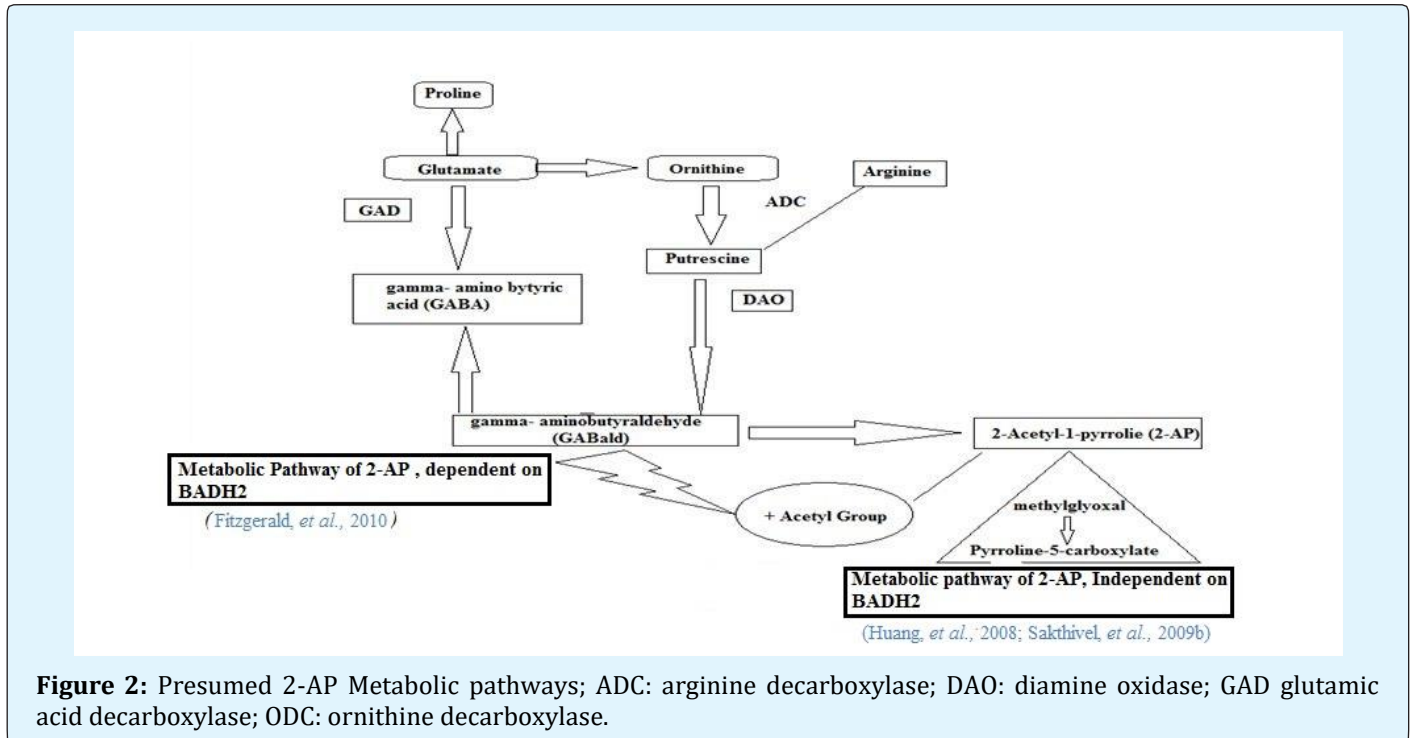 Proline
Glutamate
Ornithine
Arginine
GAD
ADC
Putrescine
gamma- amino bytyric
acid (GABA)
DAO
gamma- aminobutyraldehyde
(GABald)
2-Acetyl-1-pyrrolie (2-AP)
Metabolic Pathway of 2-AP , dependent on
BADH2
(Fitzgerald, et al., 2010)
+ Acetyl Group
methylglyoxal
Pyrroline-5-carboxylate
Metabolic pathway of 2-AP, Independent on
BADH2
(Huang, et al., 2008; Sakthivel, et al., 2009b)
Figure 2: Presumed 2-AP Metabolic pathways; ADC: arginine decarboxylase; DAO: diamine oxidase; GAD glutamic
acid decarboxylase; ODC: ornithine decarboxylase.